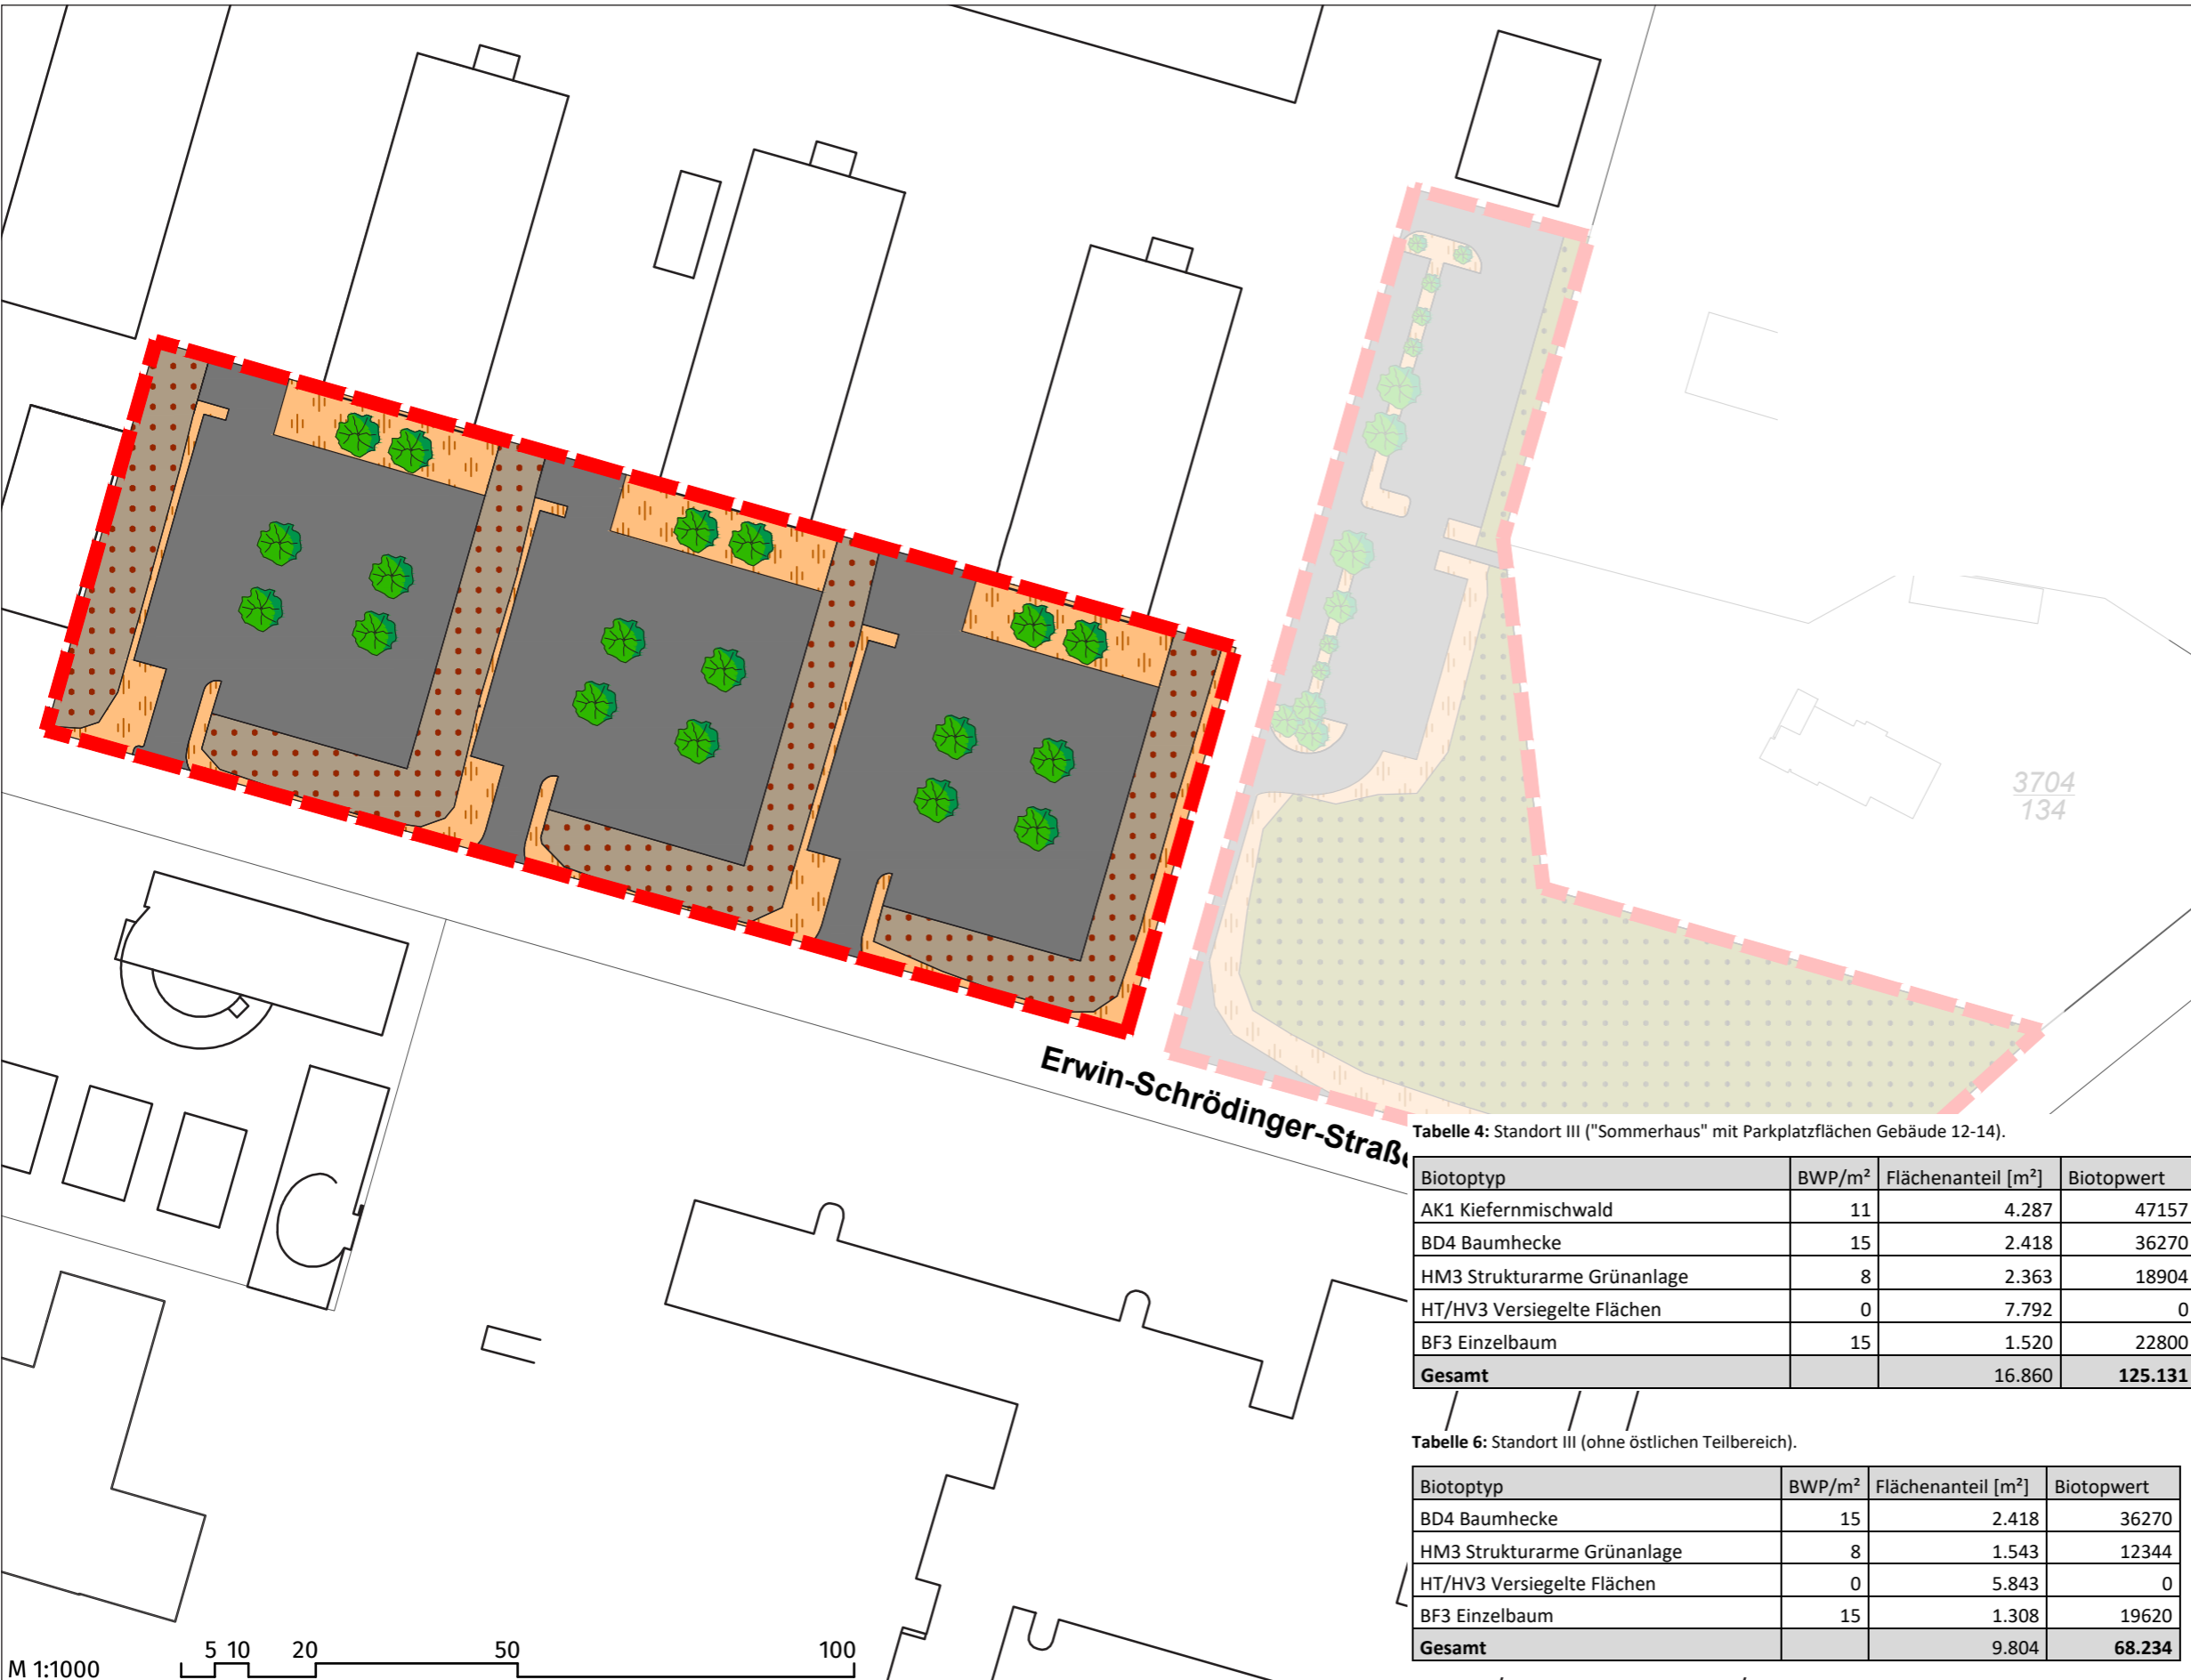 3704
134
Erwin-Schrödinger-Straße
Tabelle 4: Standort III ("Sommerhaus" mit Parkplatzflächen Gebäude 12-14).
Biotoptyp BWP/m² Flächenanteil [m²] Biotopwert
AK1 Kiefernmischwald 11 4.287 47157
BD4 Baumhecke 15 2.418 36270
HM3 Strukturarme Grünanlage 8 2.363 18904
HT/HV3 Versiegelte Flächen 0 7.792 0
BF3 Einzelbaum 15 1.520 22800
Gesamt 16.860 125.131
Tabelle 6: Standort III (ohne östlichen Teilbereich).
Biotoptyp BWP/m² Flächenanteil [m²] Biotopwert
BD4 Baumhecke 15 2.418 36270
HM3 Strukturarme Grünanlage 8 1.543 12344
HT/HV3 Versiegelte Flächen 0 5.843 0
BF3 Einzelbaum 15 1.308 19620
Gesamt 9.804 68.234
M 1:1000 5 10 20 50 100